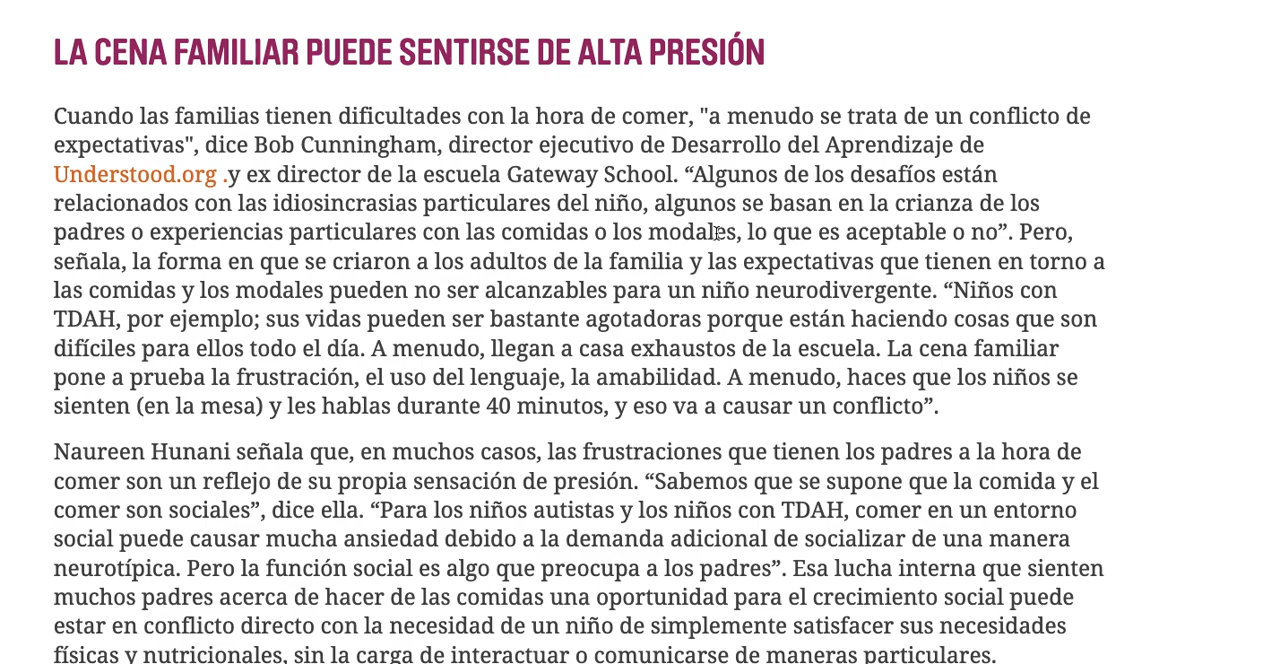 LA CENA FAMILIAR PUEDE SENTIRSE DE ALTA PRESIÓN
Cuando las familias tienen dificultades con la hora de comer, "a menudo se trata de un conflicto de
expectativas", dice Bob Cunningham, director ejecutivo de Desarrollo del Aprendizaje de
Understood.org .y ex director de la escuela Gateway School. “Algunos de los desafíos están
relacionados con las idiosincrasias particulares del niño, algunos se basan en la crianza de los
padres o experiencias particulares con las comidas o los modales, lo que es aceptable o no”. Pero,
señala, la forma en que se criaron a los adultos de la familia y las expectativas que tienen en torno a
las comidas y los modales pueden no ser alcanzables para un niño neurodivergente. “Niños con
TDAH, por ejemplo; sus vidas pueden ser bastante agotadoras porque están haciendo cosas que son
difíciles para ellos todo el día. A menudo, llegan a casa exhaustos de la escuela. La cena familiar
pone a prueba la frustración, el uso del lenguaje, la amabilidad. A menudo, haces que los niños se
sienten (en la mesa) y les hablas durante 40 minutos, y eso va a causar un conflicto”.
Naureen Hunani señala que, en muchos casos, las frustraciones que tienen los padres a la hora de
comer son un reflejo de su propia sensación de presión. “Sabemos que se supone que la comida y el
comer son sociales”, dice ella. “Para los niños autistas y los niños con TDAH, comer en un entorno
social puede causar mucha ansiedad debido a la demanda adicional de socializar de una manera
neurotípica. Pero la función social es algo que preocupa a los padres”. Esa lucha interna que sienten
muchos padres acerca de hacer de las comidas una oportunidad para el crecimiento social puede
estar en conflicto directo con la necesidad de un niño de simplemente satisfacer sus necesidades
físicas y nutricionales, sin la carga de interactuar o comunicarse de maneras particulares.